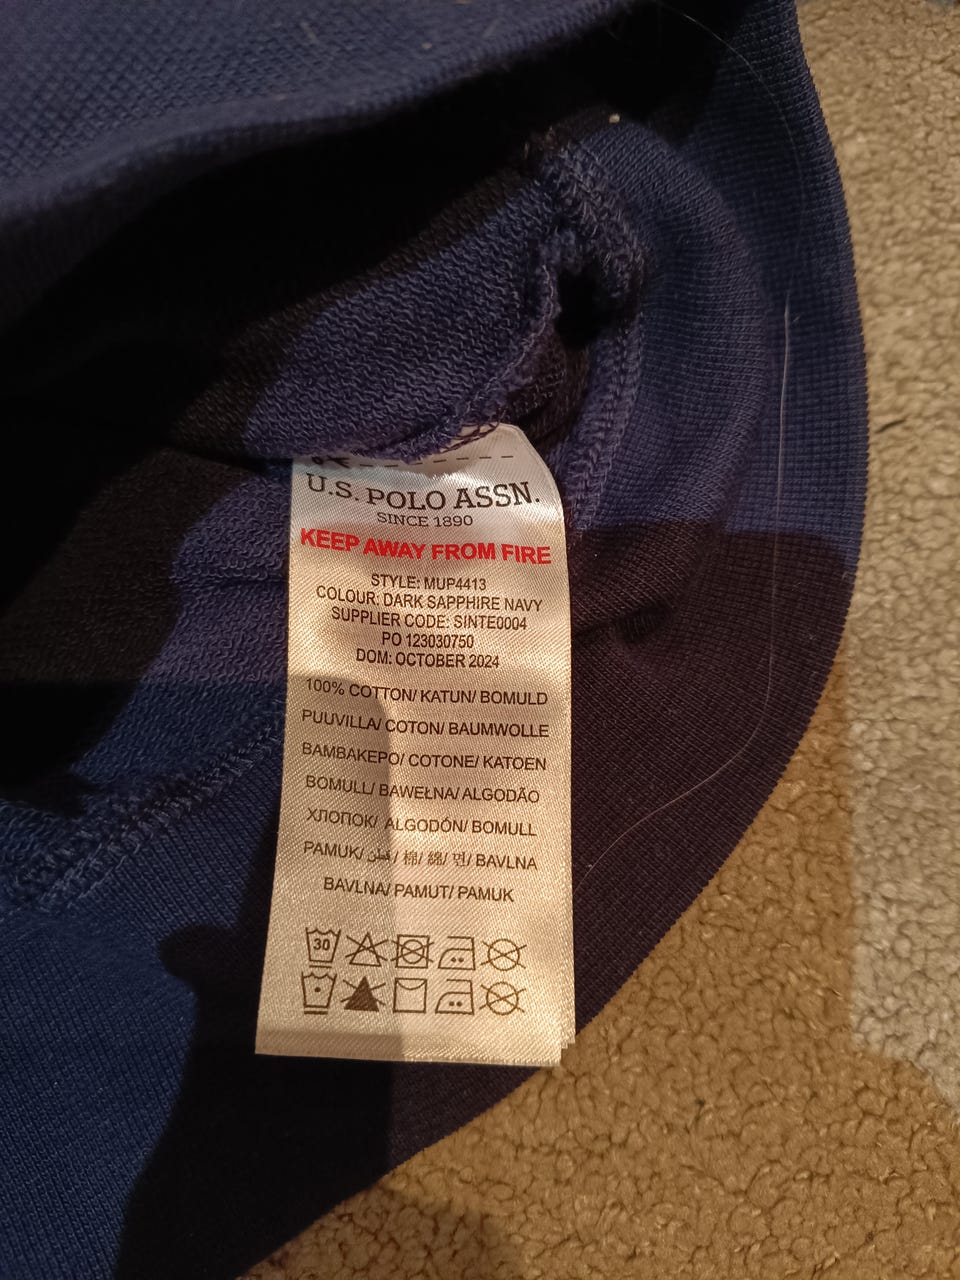 U.S. POLO ASSN.
SINCE 1890
KEEP AWAY FROM FIRE
STYLE: MUP4413
COLOUR: DARK SAPPHIRE NAVY
SUPPLIER CODE: SINTE0004
PO 123030750
DOM: OCTOBER 2024
100% COTTON/ KATUN/ BOMULD
PUUVILLA/ COTON/ BAUMWOLLE
ΒΑΜΒΑΚΕΡΟ/ COTONE/ KATOEN
BOMULL/ BAWEŁNA/ ALGODÃO
ХЛОПОК/ ALGODÓN/ BOMULL
PAMUK/ قطن/ 棉/ 綿/ 면/ BAVLNA
BAVLNA/ PAMUT/ PAMUK
30